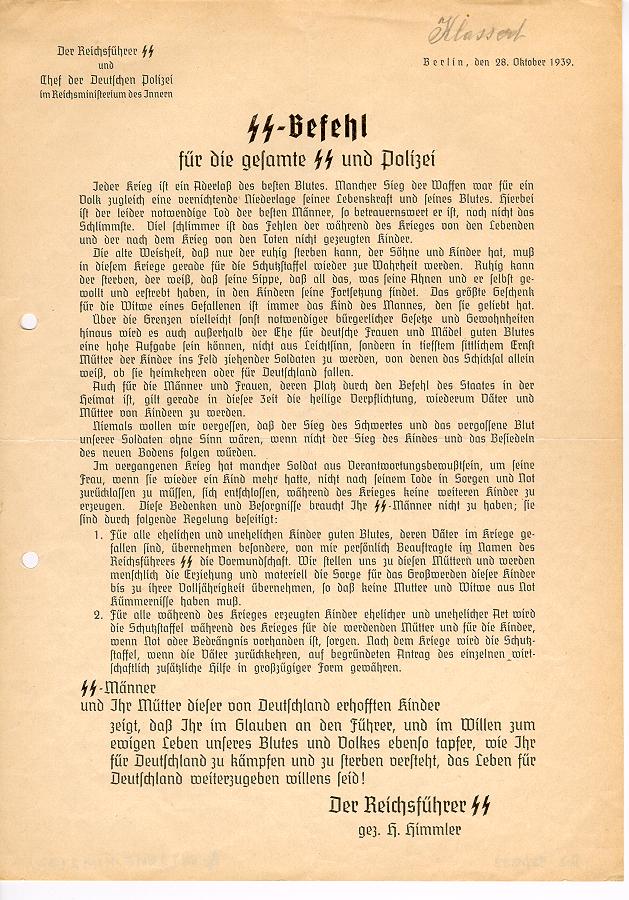 Klassert
Der Reichsführer SS
und
Chef der Deutschen Polizei
im Reichsministerium des Innern
Berlin, den 28. Oktober 1939.
SS-Befehl
für die gesamte SS und Polizei
Jeder Krieg ist ein Aderlaß des besten Blutes. Mancher Sieg der Waffen war für ein
Volk zugleich eine vernichtende Niederlage seiner Lebenskraft und seines Blutes. Hierbei
ist der leider notwendige Tod der besten Männer, so betrauernswert er ist, noch nicht das
Schlimmste. Viel schlimmer ist das Fehlen der während des Krieges von den Lebenden
und der nach dem Krieg von den Toten nicht gezeugten Kinder.
Die alte Weisheit, daß nur der ruhig sterben kann, der Söhne und Kinder hat, muß
in diesem Kriege gerade für die Schutzstaffel wieder zur Wahrheit werden. Ruhig kann
der sterben, der weiß, daß seine Sippe, daß all das, was seine Ahnen und er selbst ge-
wollt und erstrebt haben, in den Kindern seine Fortsetzung findet. Das größte Geschenk
für die Witwe eines Gefallenen ist immer das Kind des Mannes, den sie geliebt hat.
Über die Grenzen vielleicht sonst notwendiger bürgerlicher Gesetze und Gewohnheiten
hinaus wird es auch außerhalb der Ehe für deutsche Frauen und Mädel guten Blutes
eine hohe Aufgabe sein können, nicht aus Leichtsinn, sondern in tiefstem sittlichem Ernst
Mütter der Kinder ins Feld ziehender Soldaten zu werden, von denen das Schicksal allein
weiß, ob sie heimkehren oder für Deutschland fallen.
Auch für die Männer und Frauen, deren Platz durch den Befehl des Staates in der
Heimat ist, gilt gerade in dieser Zeit die heilige Verpflichtung, wiederum Väter und
Mütter von Kindern zu werden.
Niemals wollen wir vergessen, daß der Sieg des Schwertes und das vergossene Blut
unserer Soldaten ohne Sinn wären, wenn nicht der Sieg des Kindes und das Besiedeln
des neuen Bodens folgen würden.
Im vergangenen Krieg hat mancher Soldat aus Verantwortungsbewußtsein, um seine
Frau, wenn sie wieder ein Kind mehr hatte, nicht nach seinem Tode in Sorgen und Not
zurücklassen zu müssen, sich entschlossen, während des Krieges keine weiteren Kinder zu
erzeugen. Diese Bedenken und Besorgnisse braucht Ihr SS-Männer nicht zu haben; sie
sind durch folgende Regelung beseitigt:
1. Für alle ehelichen und unehelichen Kinder guten Blutes, deren Väter im Kriege ge-
fallen sind, übernehmen besondere, von mir persönlich Beauftragte im Namen des
Reichsführers SS die Vormundschaft. Wir stellen uns zu diesen Müttern und werden
menschlich die Erziehung und materiell die Sorge für das Großwerden dieser Kinder
bis zu ihrer Volljährigkeit übernehmen, so daß keine Mutter und Witwe aus Not
Kümmernisse haben muß.
2. Für alle während des Krieges erzeugten Kinder ehelicher und unehelicher Art wird
die Schutzstaffel während des Krieges für die werdenden Mütter und für die Kinder,
wenn Not oder Bedrängnis vorhanden ist, sorgen. Nach dem Kriege wird die Schutz-
staffel, wenn die Väter zurückkehren, auf begründeten Antrag des einzelnen wirt-
schaftlich zusätzliche Hilfe in großzügiger Form gewähren.
SS-Männer
und Ihr Mütter dieser von Deutschland erhofften Kinder
zeigt, daß Ihr im Glauben an den Führer, und im Willen zum
ewigen Leben unseres Blutes und Volkes ebenso tapfer, wie Ihr
für Deutschland zu kämpfen und zu sterben versteht, das Leben für
Deutschland weiterzugeben willens seid!
Der Reichsführer SS
gez. H. Himmler